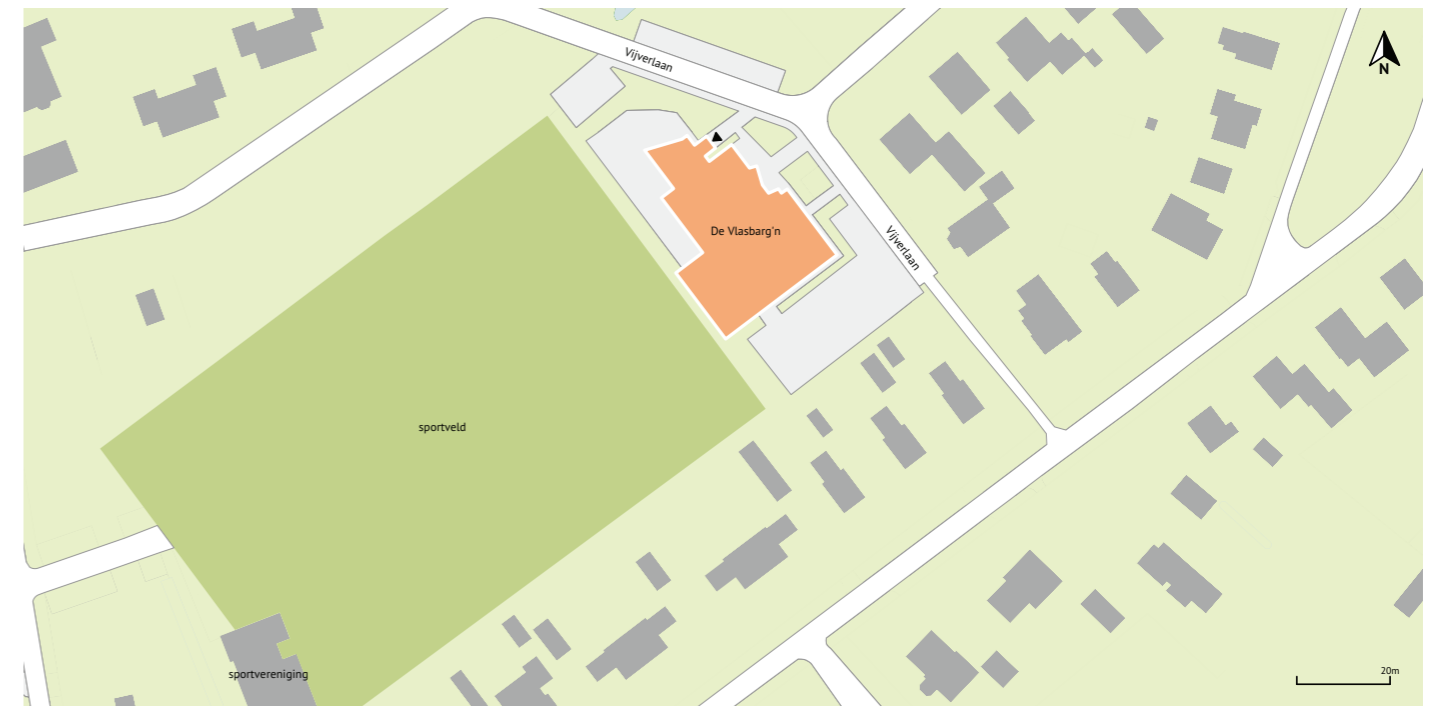 Vijverlaan
N
De Vlasbarg'n
Vijverlaan
sportveld
sportvereniging
20m